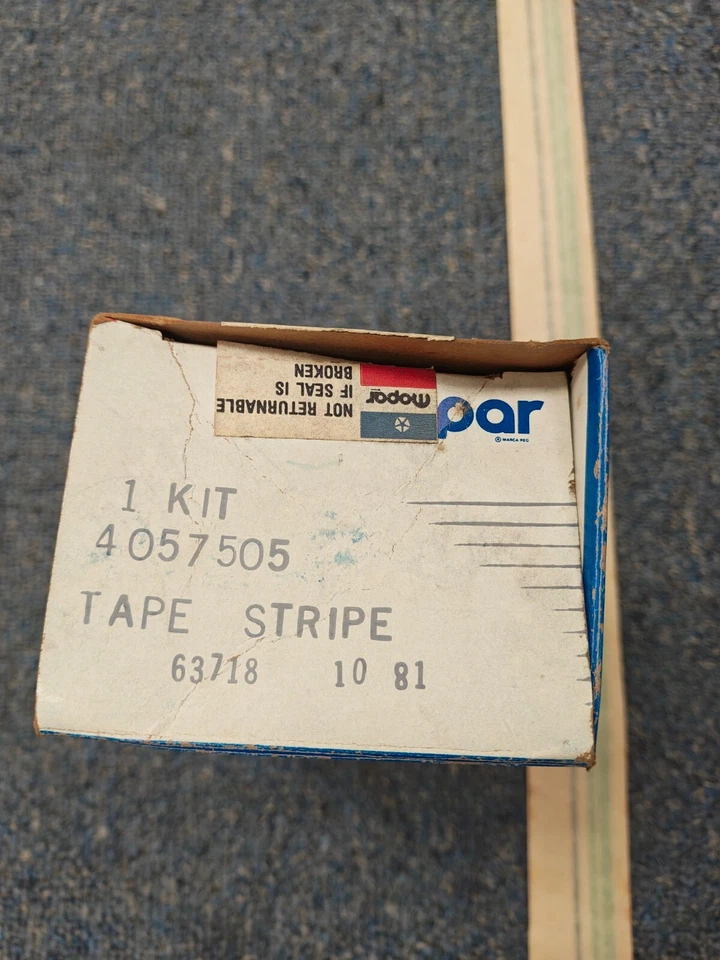 NOT RETURNABLE
IF SEAL IS
BROKEN
Mopar
par
MARCA REG
1 KIT
4057505
TAPE STRIPE
63718 10 81